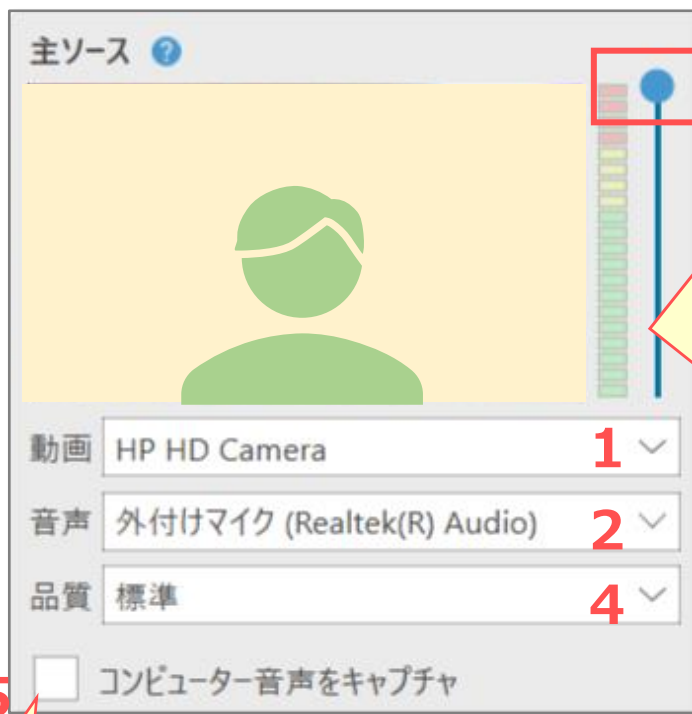 主ソース ?
動画 HP HD Camera 1
音声 外付けマイク (Realtek(R) Audio) 2
品質 標準 4
5 コンピューター音声をキャプチャ